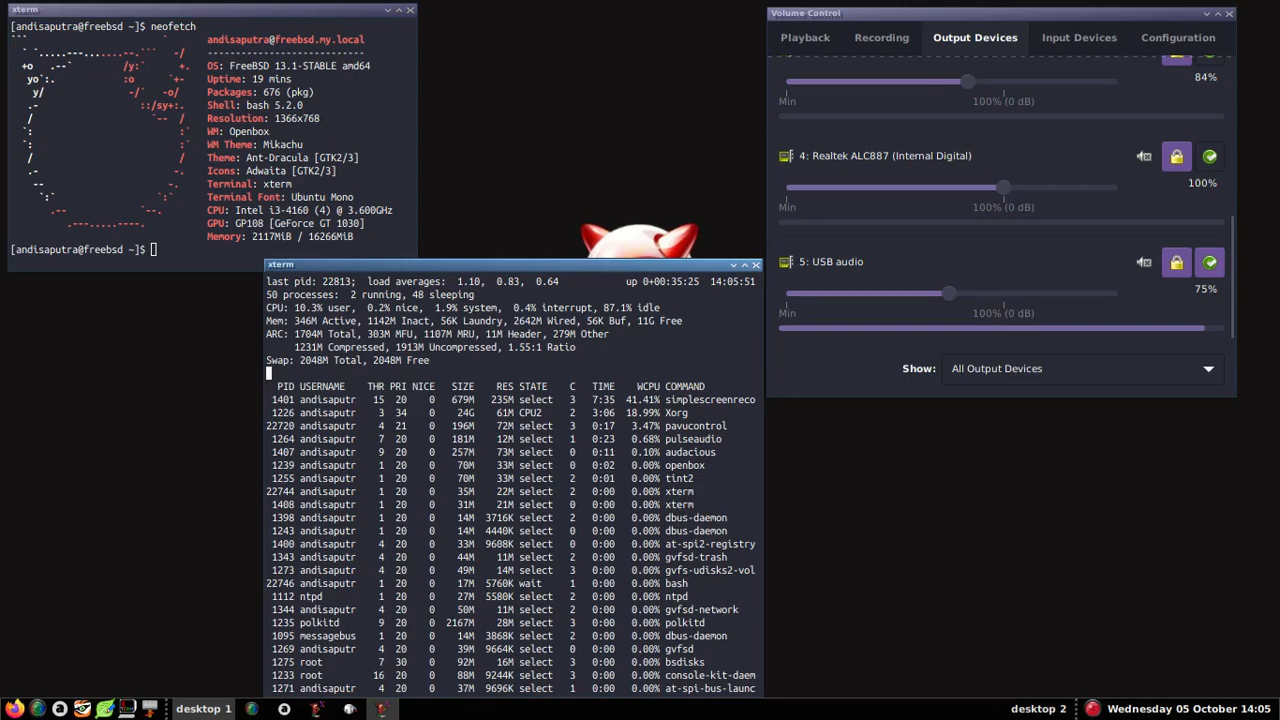 xterm
[andisaputra@freebsd ~]$ neofetch
andisaputra@freebsd.my.local
----------------------------
OS: FreeBSD 13.1-STABLE amd64
Uptime: 19 mins
Packages: 676 (pkg)
Shell: bash 5.2.0
Resolution: 1366x768
WM: Openbox
WM Theme: Mikachu
Theme: Ant-Dracula [GTK2/3]
Icons: Adwaita [GTK2/3]
Terminal: xterm
Terminal Font: Ubuntu Mono
CPU: Intel i3-4160 (4) @ 3.600GHz
GPU: GP108 [GeForce GT 1030]
Memory: 2117MiB / 16266MiB
[andisaputra@freebsd ~]$
Volume Control
Playback Recording Output Devices Input Devices Configuration
84%
Min 100% (0 dB)
4: Realtek ALC887 (Internal Digital)
100%
Min 100% (0 dB)
5: USB audio
75%
Min 100% (0 dB)
Show: All Output Devices
xterm
last pid: 22813; load averages: 1.10, 0.83, 0.64 up 0+00:35:25 14:05:51
50 processes: 2 running, 48 sleeping
CPU: 10.3% user, 0.2% nice, 1.9% system, 0.4% interrupt, 87.1% idle
Mem: 346M Active, 1142M Inact, 56K Laundry, 2642M Wired, 56K Buf, 11G Free
ARC: 1704M Total, 303M MFU, 1107M MRU, 11M Header, 279M Other
1231M Compressed, 1913M Uncompressed, 1.55:1 Ratio
Swap: 2048M Total, 2048M Free
PID USERNAME THR PRI NICE SIZE RES STATE C TIME WCPU COMMAND
1401 andisaputr 15 20 0 679M 235M select 3 7:35 41.41% simplescreenreco
1226 andisaputr 3 34 0 24G 61M CPU2 2 3:06 18.99% Xorg
22720 andisaputr 4 21 0 196M 72M select 3 0:17 3.47% pavucontrol
1264 andisaputr 7 20 0 181M 12M select 1 0:23 0.68% pulseaudio
1407 andisaputr 9 20 0 257M 73M select 0 0:11 0.10% audacious
1239 andisaputr 1 20 0 70M 33M select 0 0:02 0.00% openbox
1255 andisaputr 1 20 0 70M 33M select 2 0:01 0.00% tint2
22744 andisaputr 1 20 0 35M 22M select 2 0:00 0.00% xterm
1408 andisaputr 1 20 0 31M 21M select 0 0:00 0.00% xterm
1398 andisaputr 1 20 0 14M 3716K select 2 0:00 0.00% dbus-daemon
1243 andisaputr 1 20 0 14M 4440K select 0 0:00 0.00% dbus-daemon
1400 andisaputr 4 20 0 33M 9608K select 0 0:00 0.00% at-spi2-registry
1343 andisaputr 4 20 0 44M 11M select 2 0:00 0.00% gvfsd-trash
1273 andisaputr 4 20 0 49M 14M select 3 0:00 0.00% gvfs-udisks2-vol
22746 andisaputr 1 20 0 17M 5760K wait 1 0:00 0.00% bash
1112 ntpd 1 20 0 27M 5580K select 2 0:00 0.00% ntpd
1344 andisaputr 4 20 0 50M 11M select 2 0:00 0.00% gvfsd-network
1235 polkitd 9 20 0 2167M 28M select 3 0:00 0.00% polkitd
1095 messagebus 1 20 0 14M 3868K select 2 0:00 0.00% dbus-daemon
1269 andisaputr 4 20 0 39M 9664K select 0 0:00 0.00% gvfsd
1275 root 7 30 0 92M 16M select 3 0:00 0.00% bsdisks
1233 root 16 20 0 88M 9244K select 3 0:00 0.00% console-kit-daem
1271 andisaputr 4 20 0 37M 9696K select 1 0:00 0.00% at-spi-bus-launc
desktop 1 desktop 2 Wednesday 05 October 14:05